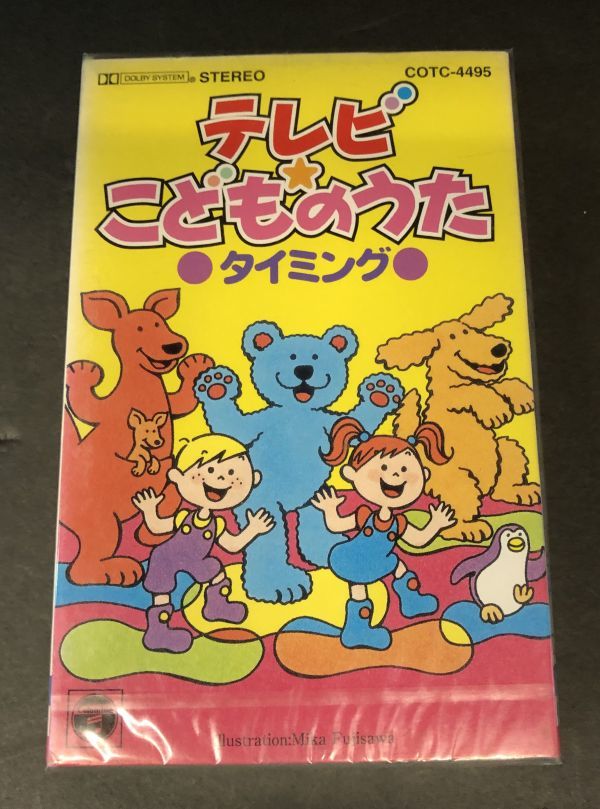 DOLBY SYSTEM® STEREO
COTC-4495
テレビ
こどものうた
●タイミング●
Columbia
Illustration:Mika Fujisawa